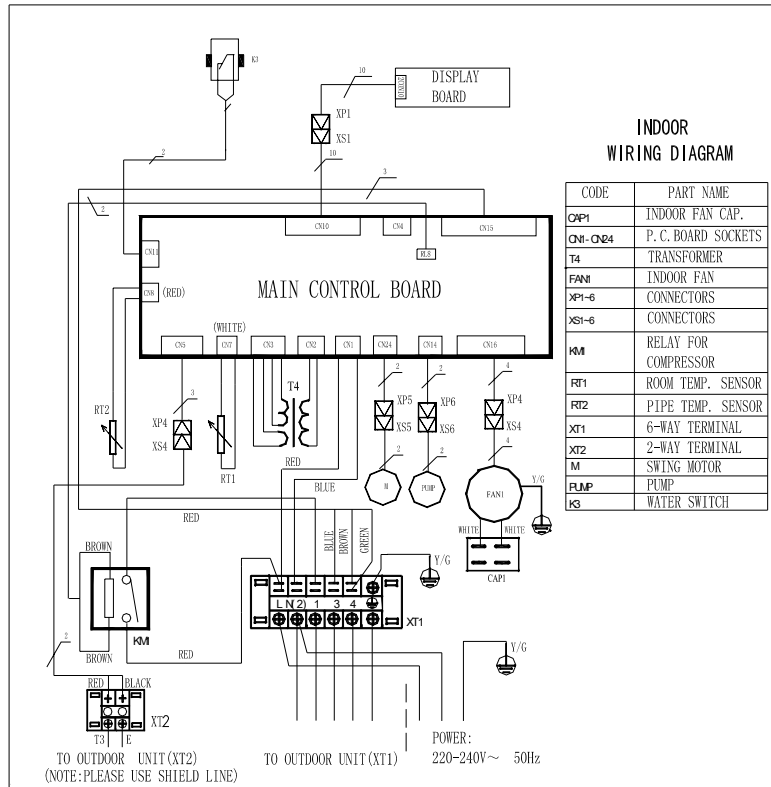 K3
10
DISPLAY
BOARD
XP1
XS1
10
2
3
2
INDOOR
WIRING DIAGRAM
CODE PART NAME
CAP1 INDOOR FAN CAP.
CN1-CN24 P.C.BOARD SOCKETS
T4 TRANSFORMER
FAN1 INDOOR FAN
XP1~6 CONNECTORS
XS1~6 CONNECTORS
KM1 RELAY FOR
COMPRESSOR
RT1 ROOM TEMP. SENSOR
RT2 PIPE TEMP. SENSOR
XT1 6-WAY TERMINAL
XT2 2-WAY TERMINAL
M SWING MOTOR
PUMP PUMP
K3 WATER SWITCH
CN10 CN4 CN15
CN11
RL8
CN8 (RED)
MAIN CONTROL BOARD
(WHITE)
CN5 CN7 CN3 CN2 CN1 CN24 CN14 CN16
3 2 2 4
T4
RT2
XP4
XS4
RT1
XP5
XS5
XP6
XS6
XP4
XS4
2 2 4
RED
BLUE
M PUMP FAN1
Y/G
RED
BLUE
BROWN
GREEN
WHITE WHITE
CAP1
BROWN
Y/G
KM1
L N(2) 1 3 4
XT1
BROWN
RED
2
Y/G
RED BLACK
XT2
T3 E
TO OUTDOOR UNIT(XT2)
(NOTE:PLEASE USE SHIELD LINE)
TO OUTDOOR UNIT(XT1)
POWER:
220-240V~ 50Hz